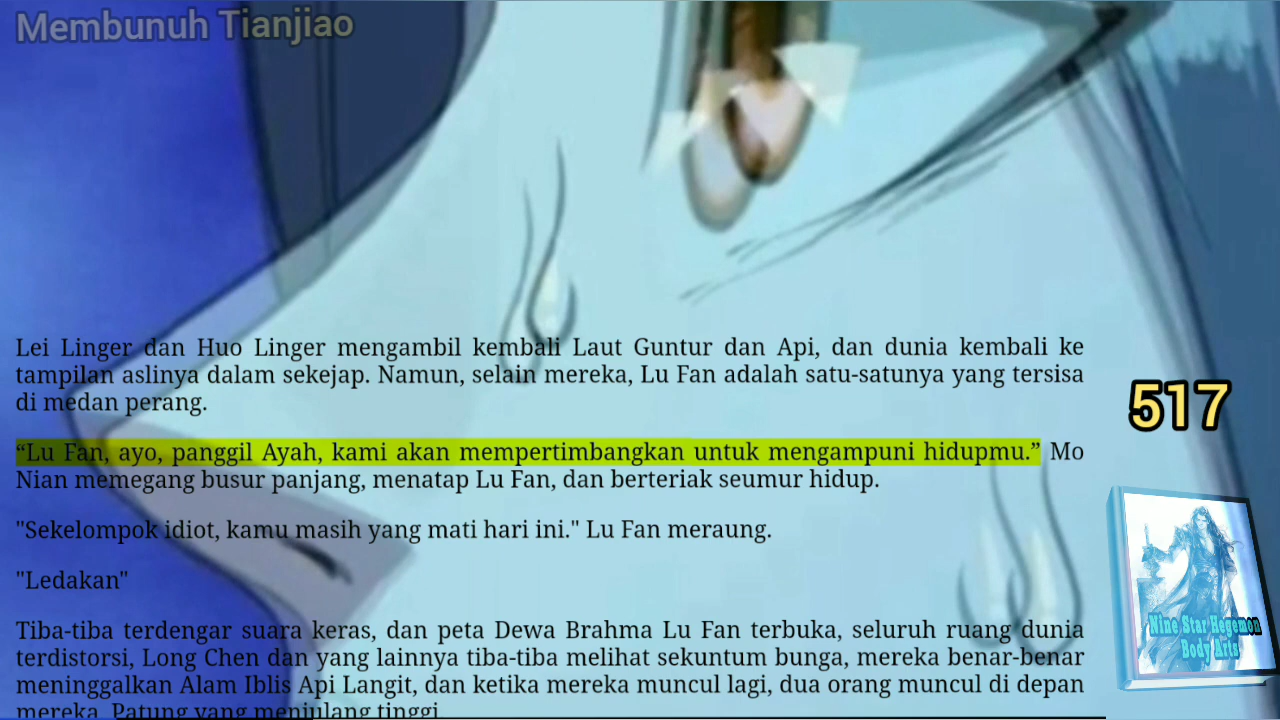 Membunuh Tianjiao
Lei Linger dan Huo Linger mengambil kembali Laut Guntur dan Api, dan dunia kembali ke
tampilan aslinya dalam sekejap. Namun, selain mereka, Lu Fan adalah satu-satunya yang tersisa
di medan perang.
“Lu Fan, ayo, panggil Ayah, kami akan mempertimbangkan untuk mengampuni hidupmu.” Mo
Nian memegang busur panjang, menatap Lu Fan, dan berteriak seumur hidup.
"Sekelompok idiot, kamu masih yang mati hari ini." Lu Fan meraung.
"Ledakan"
Tiba-tiba terdengar suara keras, dan peta Dewa Brahma Lu Fan terbuka, seluruh ruang dunia
terdistorsi, Long Chen dan yang lainnya tiba-tiba melihat sekuntum bunga, mereka benar-benar
meninggalkan Alam Iblis Api Langit, dan ketika mereka muncul lagi, dua orang muncul di depan
mereka. Patung yang menjulang tinggi
517
Nine Star Hegemon
Body Arts